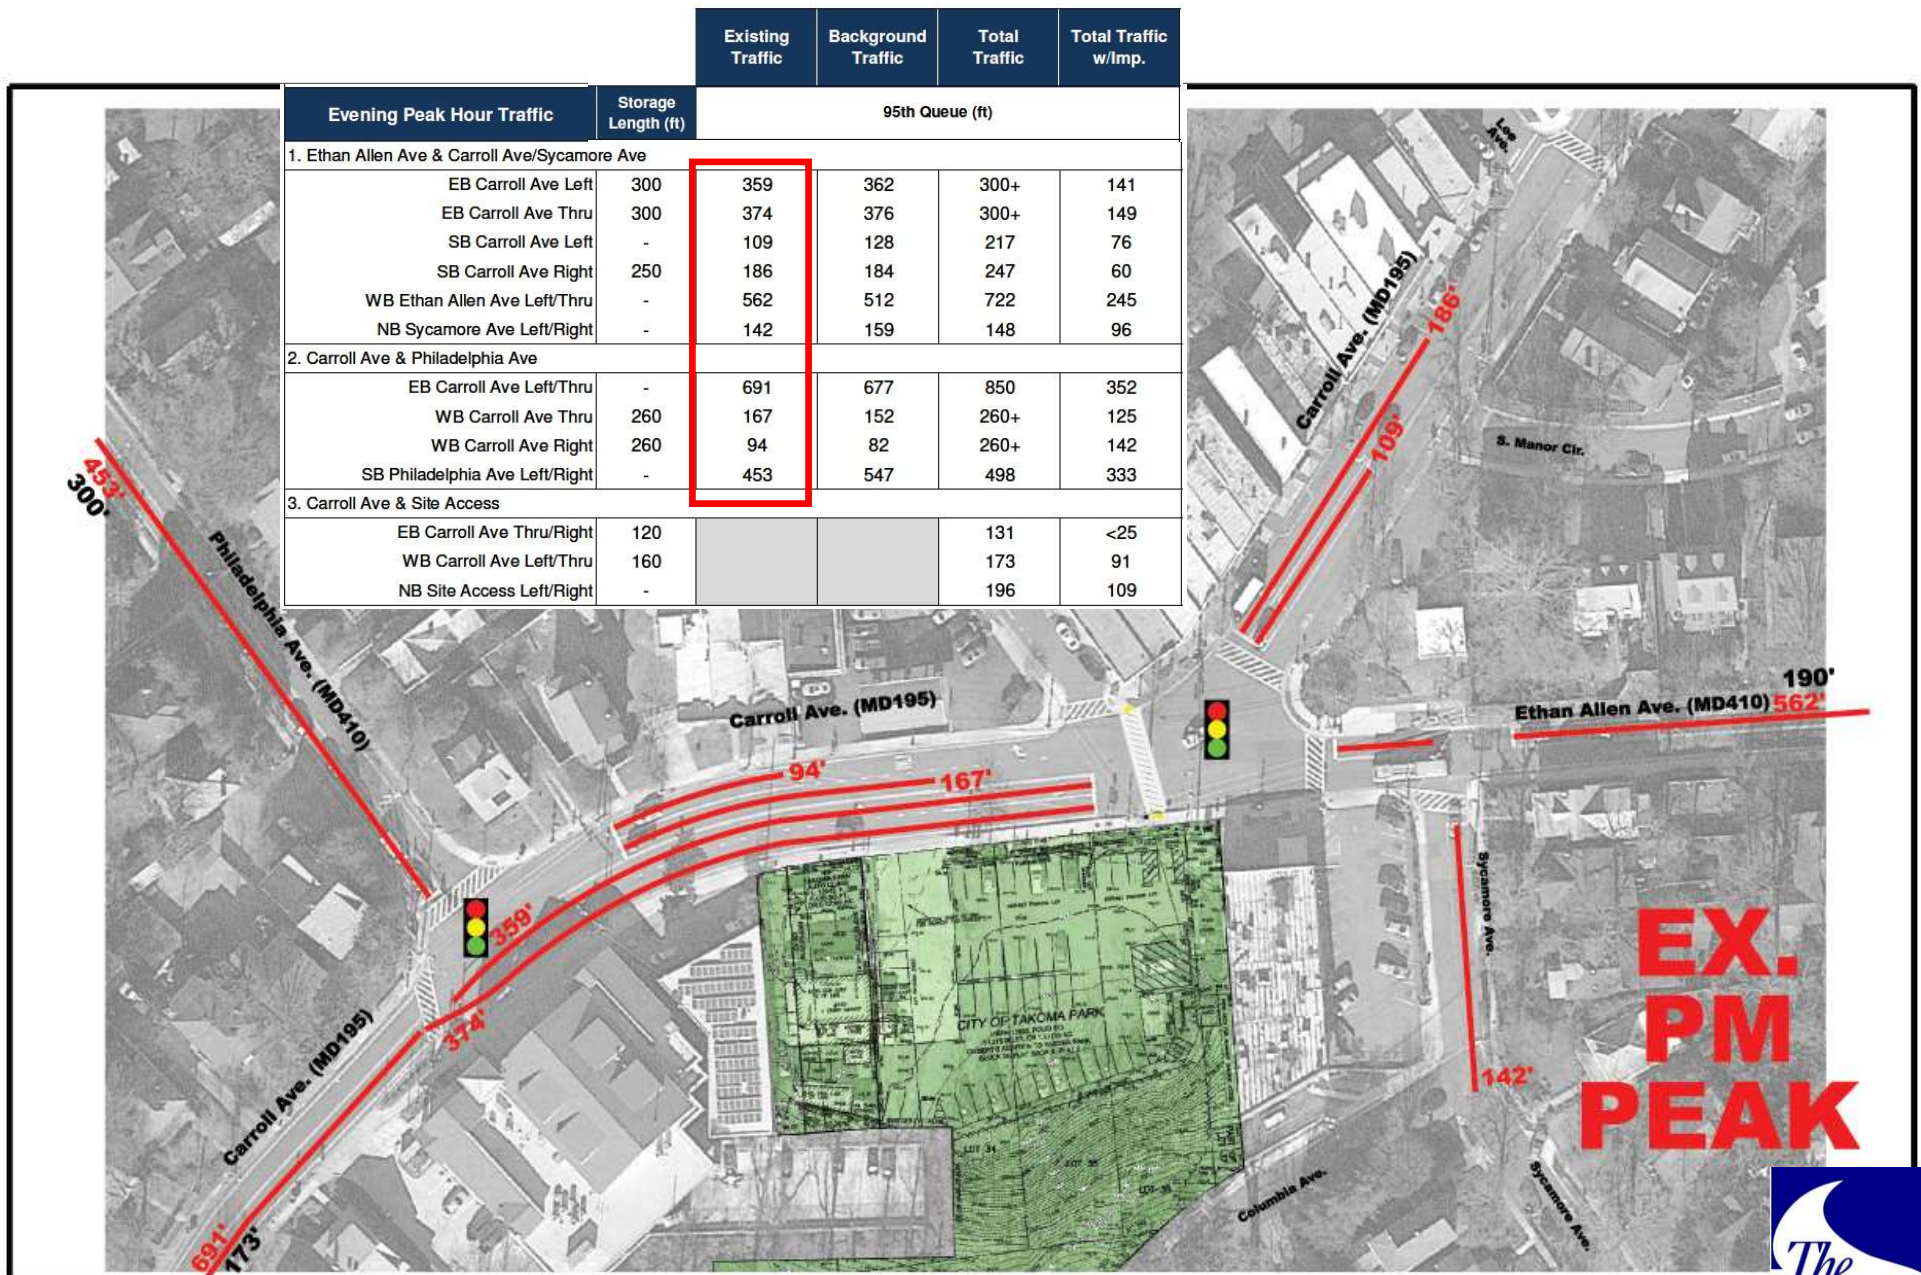 Existing Traffic Background Traffic Total Traffic Total Traffic w/Imp.
Evening Peak Hour Traffic Storage Length (ft) 95th Queue (ft)
1. Ethan Allen Ave & Carroll Ave/Sycamore Ave
EB Carroll Ave Left 300 359 362 300+ 141
EB Carroll Ave Thru 300 374 376 300+ 149
SB Carroll Ave Left - 109 128 217 76
SB Carroll Ave Right 250 186 184 247 60
WB Ethan Allen Ave Left/Thru - 562 512 722 245
NB Sycamore Ave Left/Right - 142 159 148 96
2. Carroll Ave & Philadelphia Ave
EB Carroll Ave Left/Thru - 691 677 850 352
WB Carroll Ave Thru 260 167 152 260+ 125
WB Carroll Ave Right 260 94 82 260+ 142
SB Philadelphia Ave Left/Right - 453 547 498 333
3. Carroll Ave & Site Access
EB Carroll Ave Thru/Right 120 131 <25
WB Carroll Ave Left/Thru 160 173 91
NB Site Access Left/Right - 196 109
Lee Ave.
Carroll Ave. (MD195)
186'
109'
S. Manor Cir.
453'
300'
Philadelphia Ave. (MD410)
Carroll Ave. (MD195)
190'
Ethan Allen Ave. (MD410) 562'
94'
167'
Sycamore Ave.
359'
374'
CITY OF TAKOMA PARK
EX.
PM
PEAK
142'
Carroll Ave. (MD195)
LOT 34
LOT 35
Columbia Ave.
Sycamore Ave.
691'
173'
The